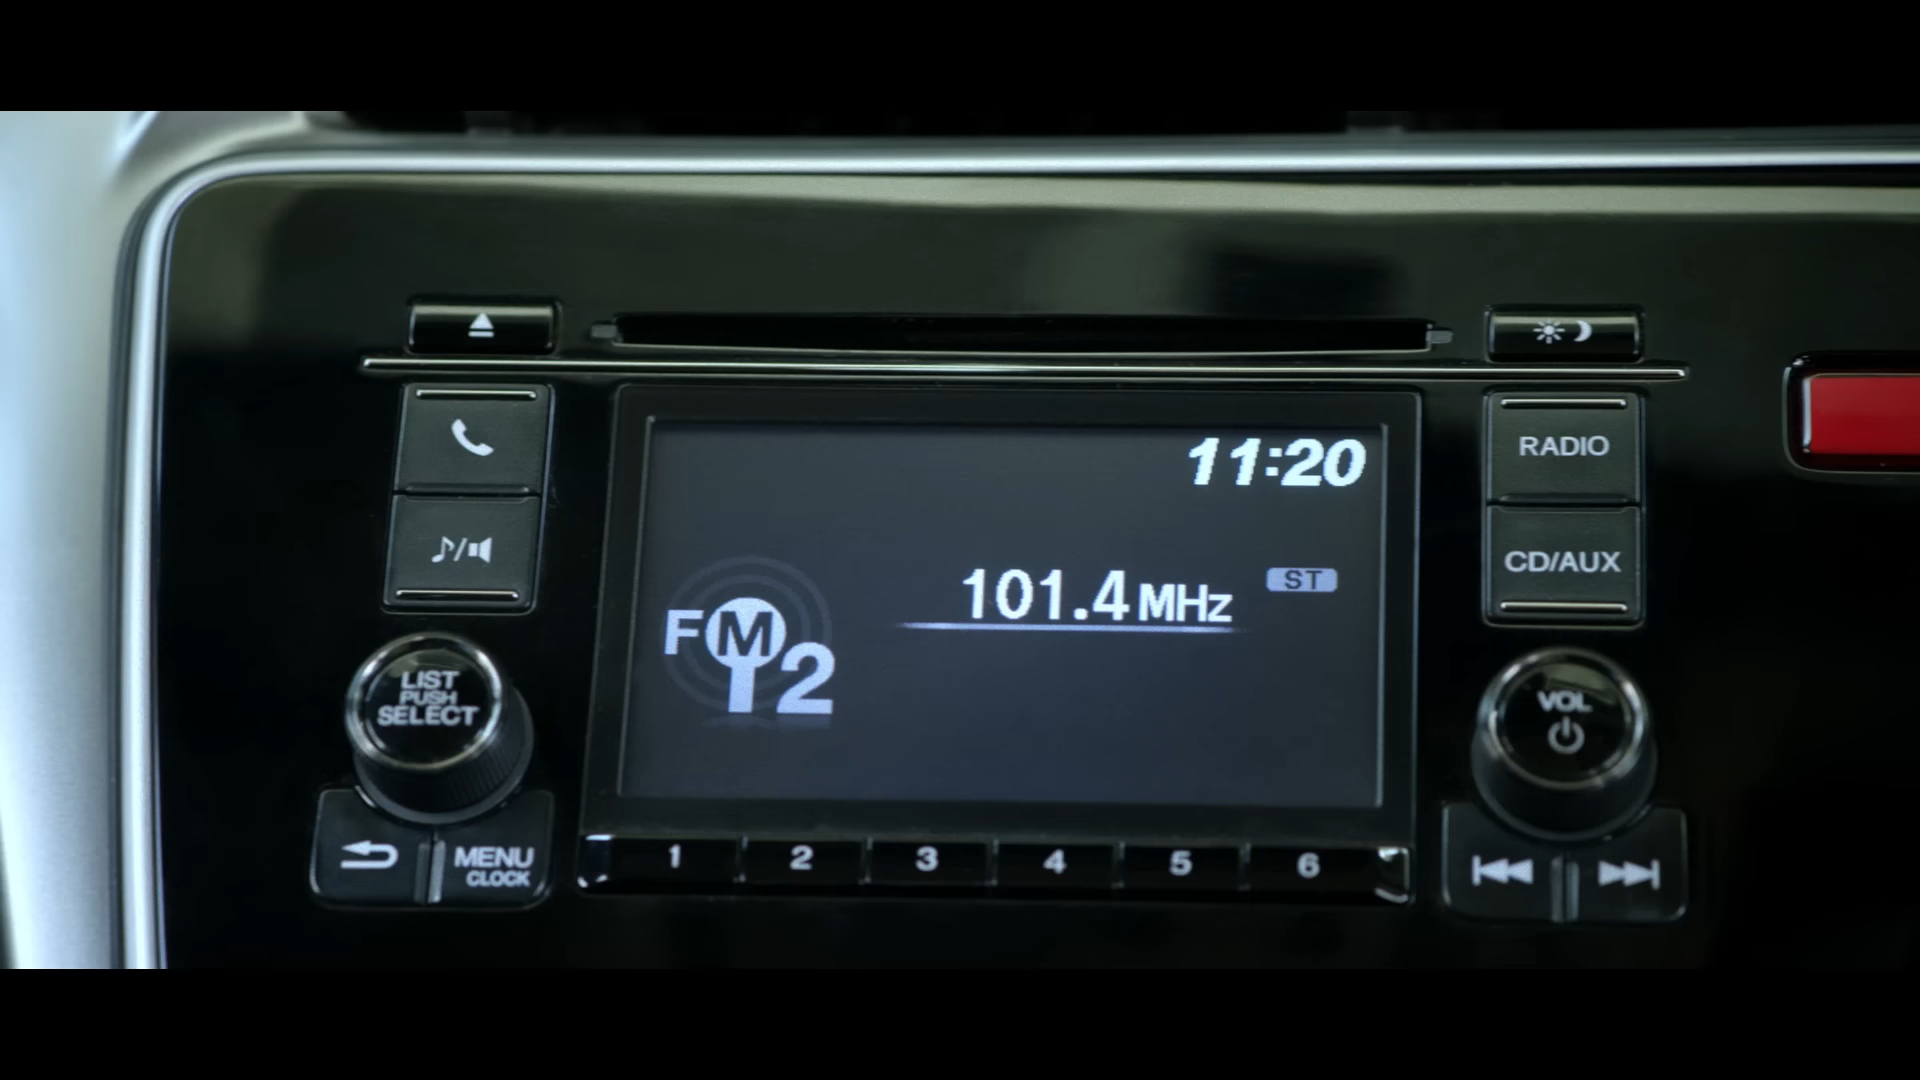 11:20
RADIO
101.4 MHz
ST
CD/AUX
FM
2
LIST
PUSH
SELECT
VOL
MENU
CLOCK
1 2 3 4 5 6